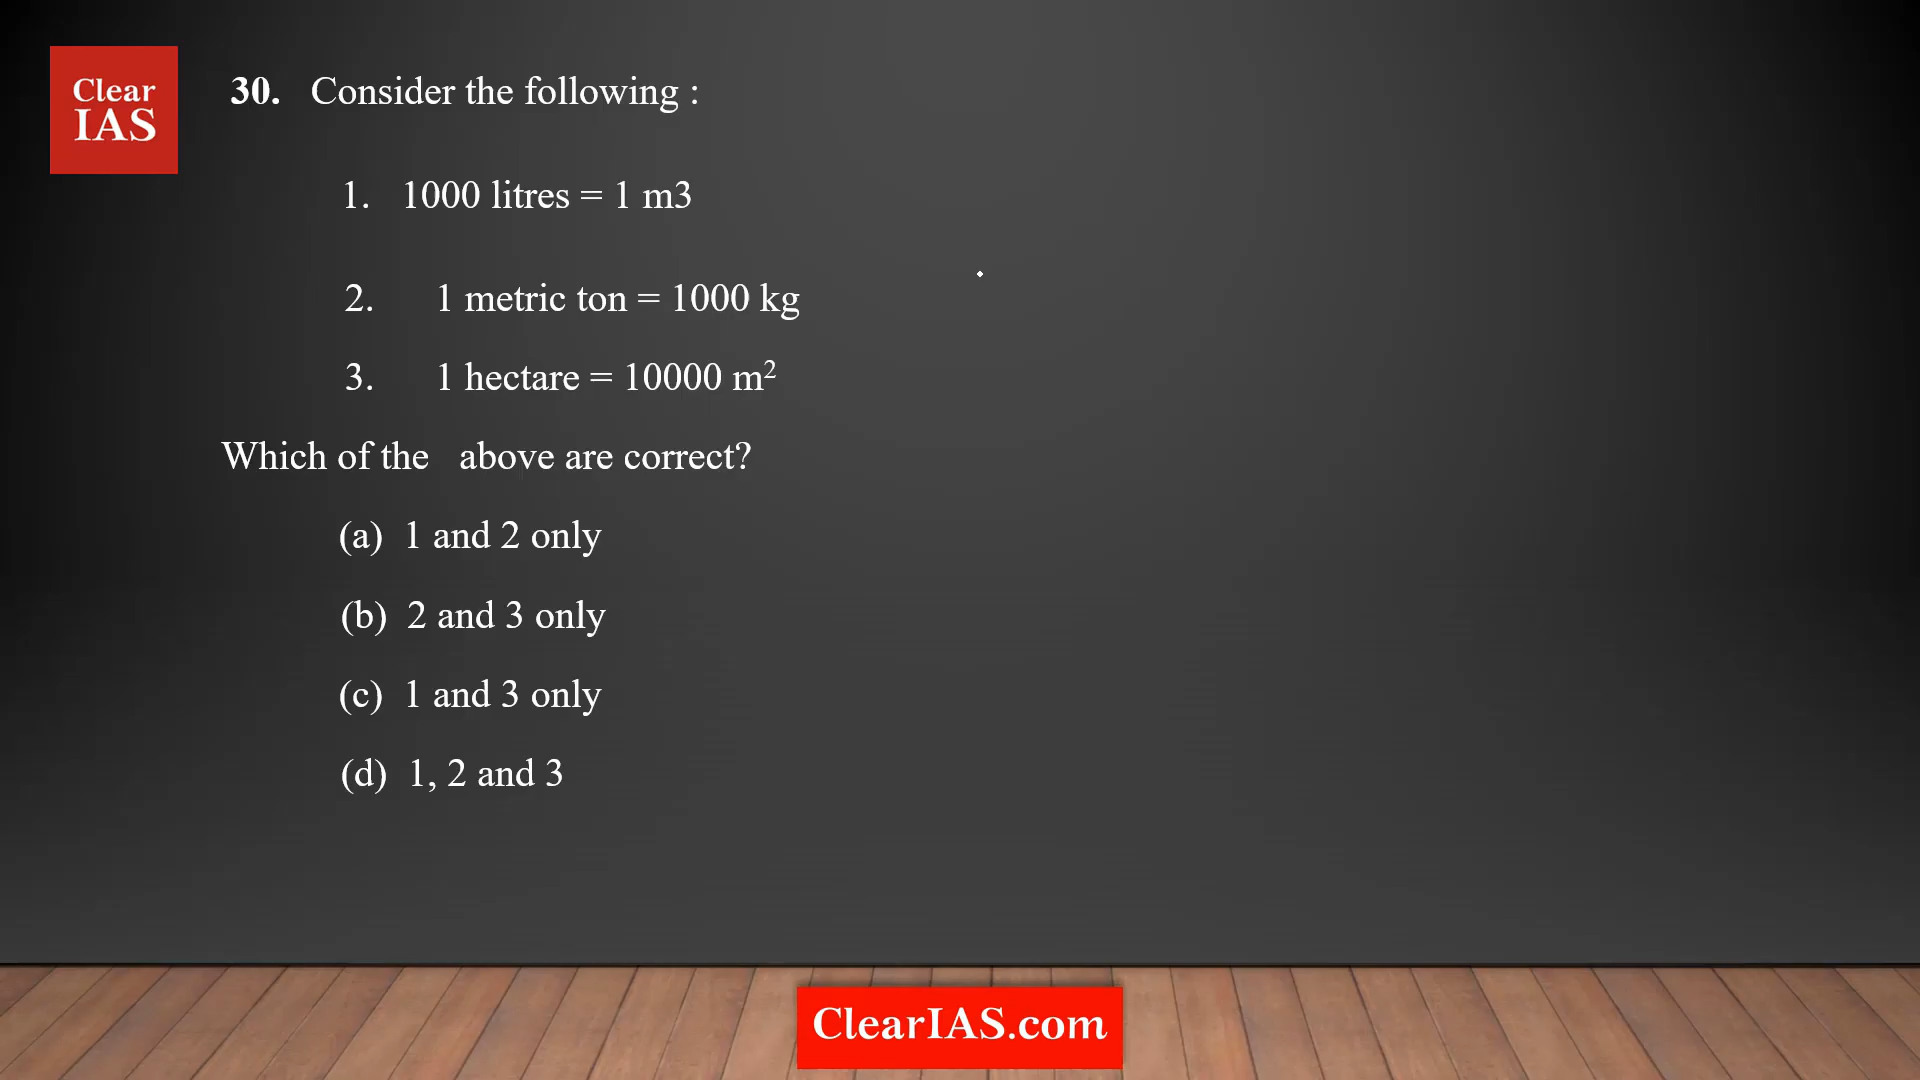 Clear
IAS
30. Consider the following :
1. 1000 litres = 1 m3
2. 1 metric ton = 1000 kg
3. 1 hectare = 10000 m²
Which of the above are correct?
(a) 1 and 2 only
(b) 2 and 3 only
(c) 1 and 3 only
(d) 1, 2 and 3
ClearIAS.com